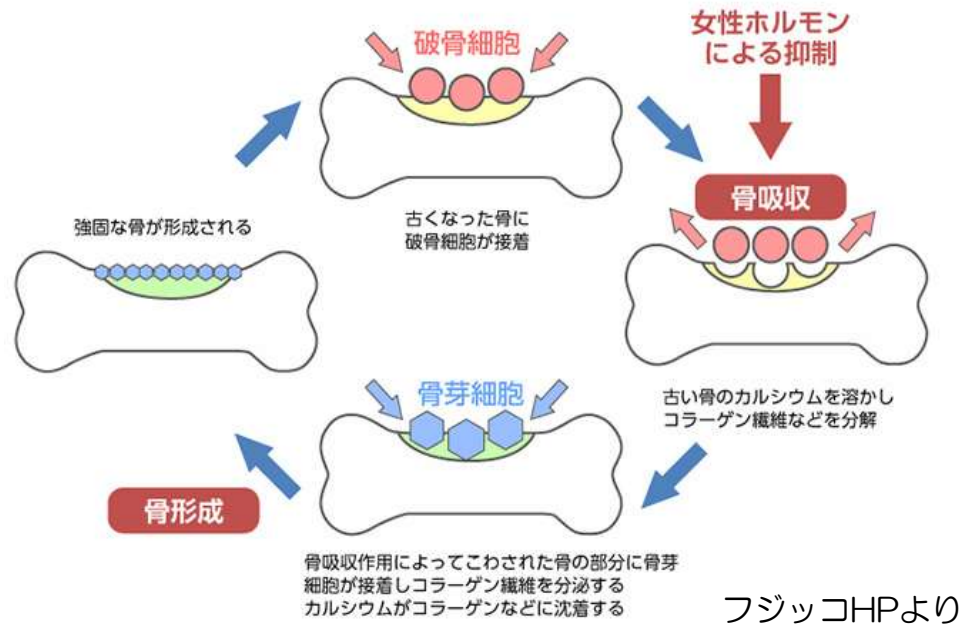 破骨細胞
女性ホルモン
による抑制
骨吸収
古くなった骨に
破骨細胞が接着
強固な骨が形成される
古い骨のカルシウムを溶かし
コラーゲン繊維などを分解
骨芽細胞
骨形成
骨吸収作用によってこわされた骨の部分に骨芽
細胞が接着しコラーゲン繊維を分泌する
カルシウムがコラーゲンなどに沈着する
フジッコHPより